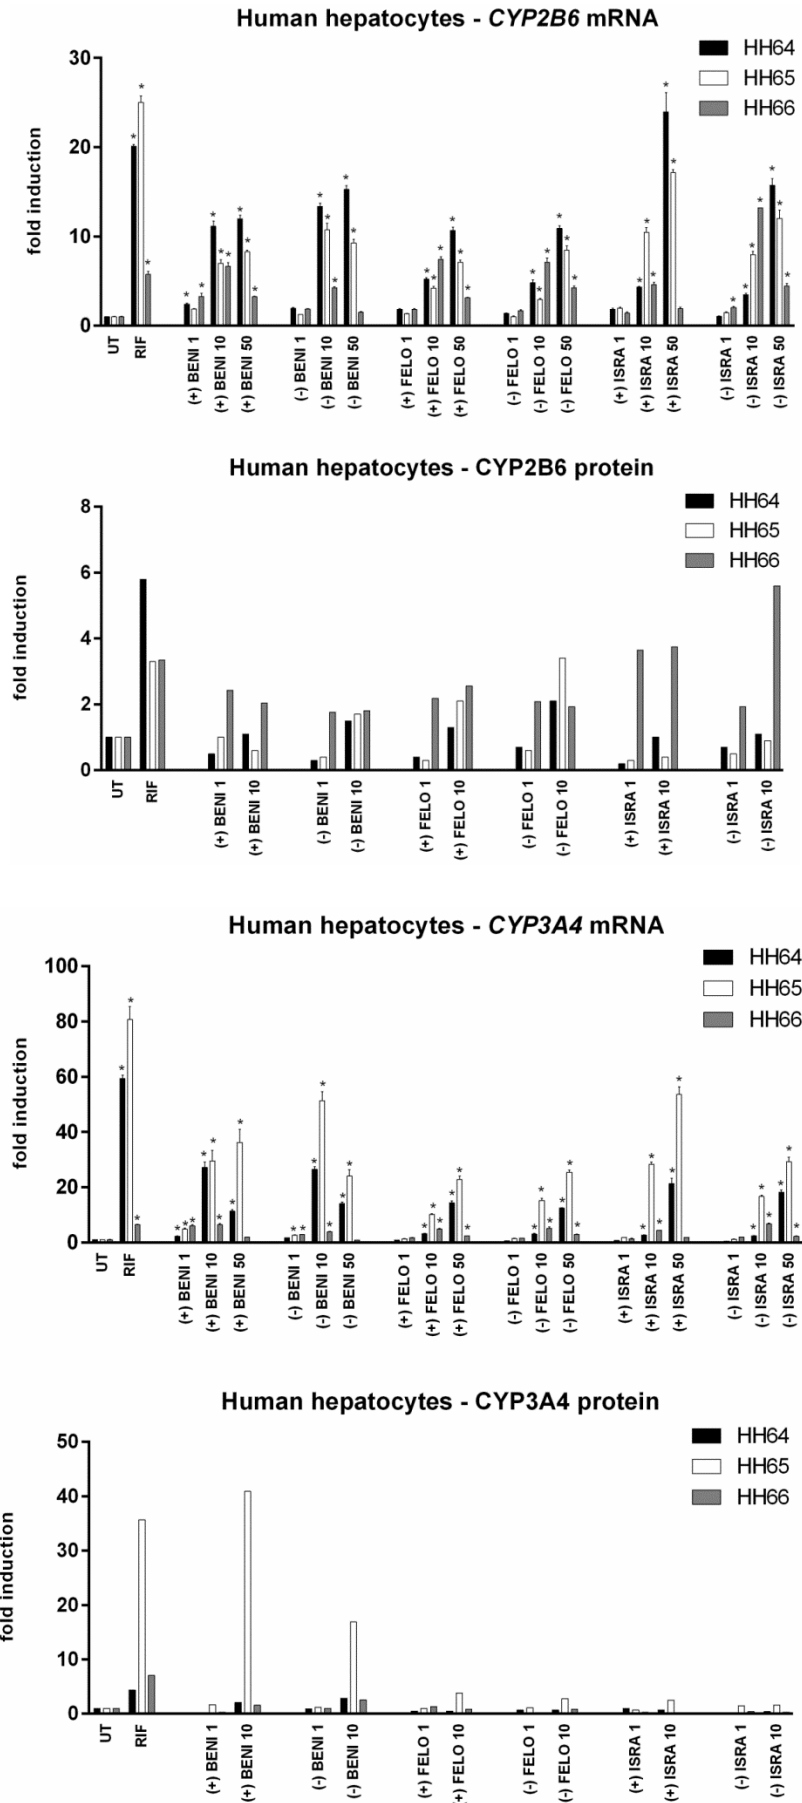 Human hepatocytes - CYP2B6 mRNA
HH64
HH65
HH66
fold induction
30
20
10
0
* * * * * * * * * * * * * * * * * * * * * * * * * * * * * * * * * * * * * *
UT
RIF
(+) BENI 1
(+) BENI 10
(+) BENI 50
(-) BENI 1
(-) BENI 10
(-) BENI 50
(+) FELO 1
(+) FELO 10
(+) FELO 50
(-) FELO 1
(-) FELO 10
(-) FELO 50
(+) ISRA 1
(+) ISRA 10
(+) ISRA 50
(-) ISRA 1
(-) ISRA 10
(-) ISRA 50
Human hepatocytes - CYP2B6 protein
HH64
HH65
HH66
fold induction
8
6
4
2
0
UT
RIF
(+) BENI 1
(+) BENI 10
(-) BENI 1
(-) BENI 10
(+) FELO 1
(+) FELO 10
(-) FELO 1
(-) FELO 10
(+) ISRA 1
(+) ISRA 10
(-) ISRA 1
(-) ISRA 10
Human hepatocytes - CYP3A4 mRNA
HH64
HH65
HH66
fold induction
100
80
60
40
20
0
UT
RIF
(+) BENI 1
(+) BENI 10
(+) BENI 50
(-) BENI 1
(-) BENI 10
(-) BENI 50
(+) FELO 1
(+) FELO 10
(+) FELO 50
(-) FELO 1
(-) FELO 10
(-) FELO 50
(+) ISRA 1
(+) ISRA 10
(+) ISRA 50
(-) ISRA 1
(-) ISRA 10
(-) ISRA 50
Human hepatocytes - CYP3A4 protein
HH64
HH65
HH66
fold induction
50
40
30
20
10
0
UT
RIF
(+) BENI 1
(+) BENI 10
(-) BENI 1
(-) BENI 10
(+) FELO 1
(+) FELO 10
(-) FELO 1
(-) FELO 10
(+) ISRA 1
(+) ISRA 10
(-) ISRA 1
(-) ISRA 10